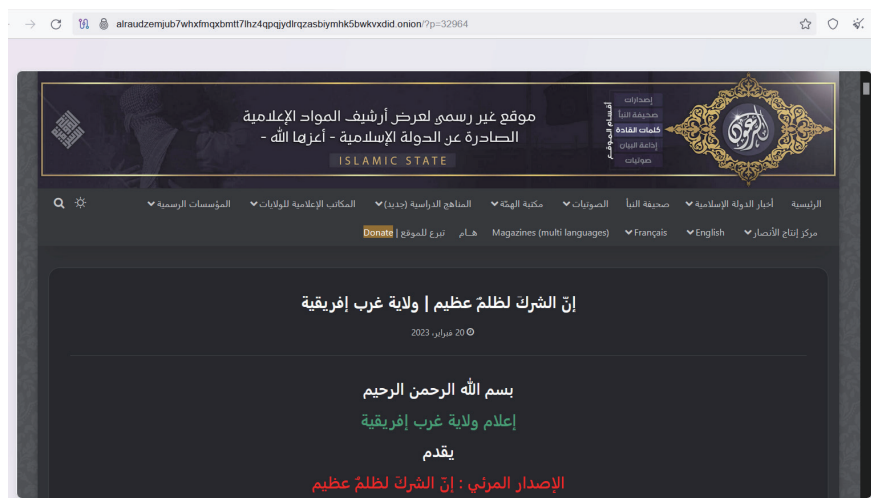 موقع غير رسمي لعرض أرشيف المواد الإعلامية
الصادرة عن الدولة الإسلامية - أعزها الله -
ISLAMIC STATE
أقسام الموقع
إصدارات
صحيفة النبأ
كلمات القادة
إذاعة البيان
صوتيات
الرئيسية أخبار الدولة الإسلامية صحيفة النبأ الصوتيات مكتبة الهمّة المناهج الدراسية (جديد) المكاتب الإعلامية للولايات المؤسسات الرسمية
مركز إنتاج الأنصار English Français Magazines (multi languages) هــام تبرع للموقع | Donate
إنّ الشركَ لظلمٌ عظيم | ولاية غرب إفريقية
20 فبراير، 2023
بسم الله الرحمن الرحيم
إعلام ولاية غرب إفريقية
يقدم
الإصدار المرئي : إنّ الشركَ لظلمٌ عظيم